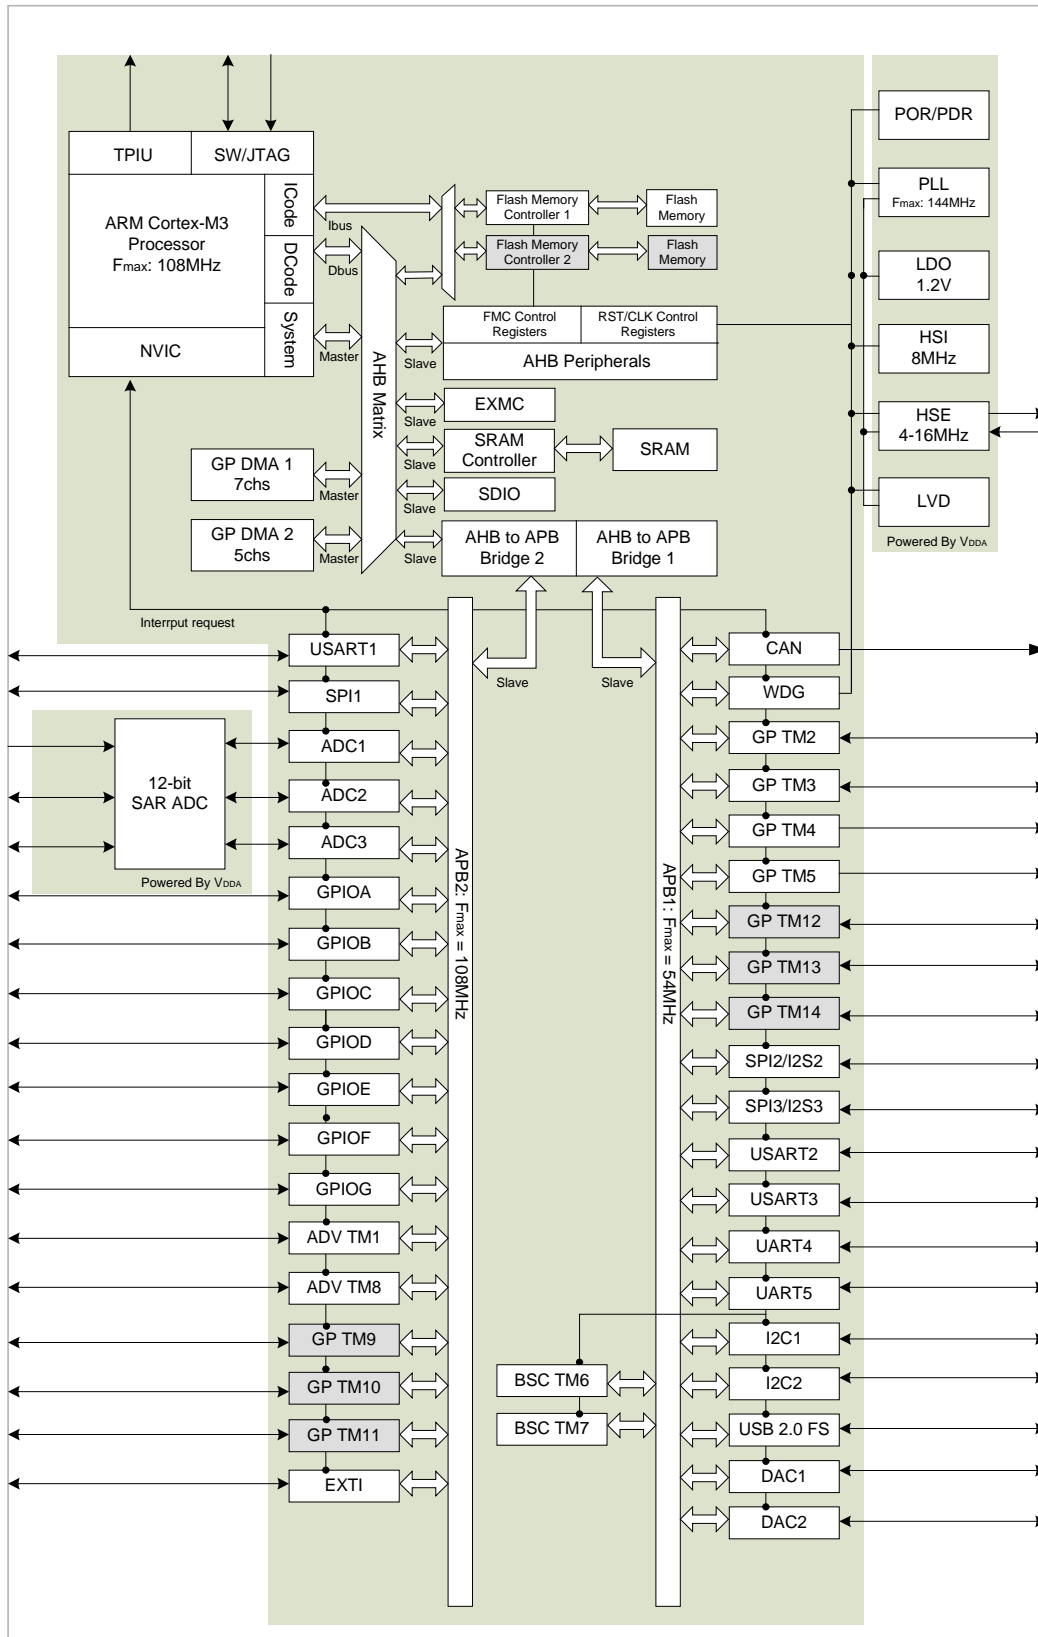 TPIU
SW/JTAG
ARM Cortex-M3
Processor
Fmax: 108MHz
ICode
DCode
System
NVIC
Ibus
Dbus
Master
AHB Matrix
Flash Memory
Controller 1
Flash
Memory
Flash Memory
Controller 2
Flash
Memory
FMC Control
Registers
RST/CLK Control
Registers
AHB Peripherals
Slave
EXMC
Slave
SRAM
Controller
SRAM
Slave
SDIO
Slave
GP DMA 1
7chs
Master
GP DMA 2
5chs
Master
AHB to APB
Bridge 2
AHB to APB
Bridge 1
Slave
POR/PDR
PLL
Fmax: 144MHz
LDO
1.2V
HSI
8MHz
HSE
4-16MHz
LVD
Powered By VDDA
Interrput request
Slave
Slave
USART1
SPI1
ADC1
ADC2
ADC3
12-bit
SAR ADC
Powered By VDDA
GPIOA
GPIOB
GPIOC
GPIOD
GPIOE
GPIOF
GPIOG
ADV TM1
ADV TM8
GP TM9
GP TM10
GP TM11
EXTI
APB2: Fmax = 108MHz
APB1: Fmax = 54MHz
BSC TM6
BSC TM7
CAN
WDG
GP TM2
GP TM3
GP TM4
GP TM5
GP TM12
GP TM13
GP TM14
SPI2/I2S2
SPI3/I2S3
USART2
USART3
UART4
UART5
I2C1
I2C2
USB 2.0 FS
DAC1
DAC2